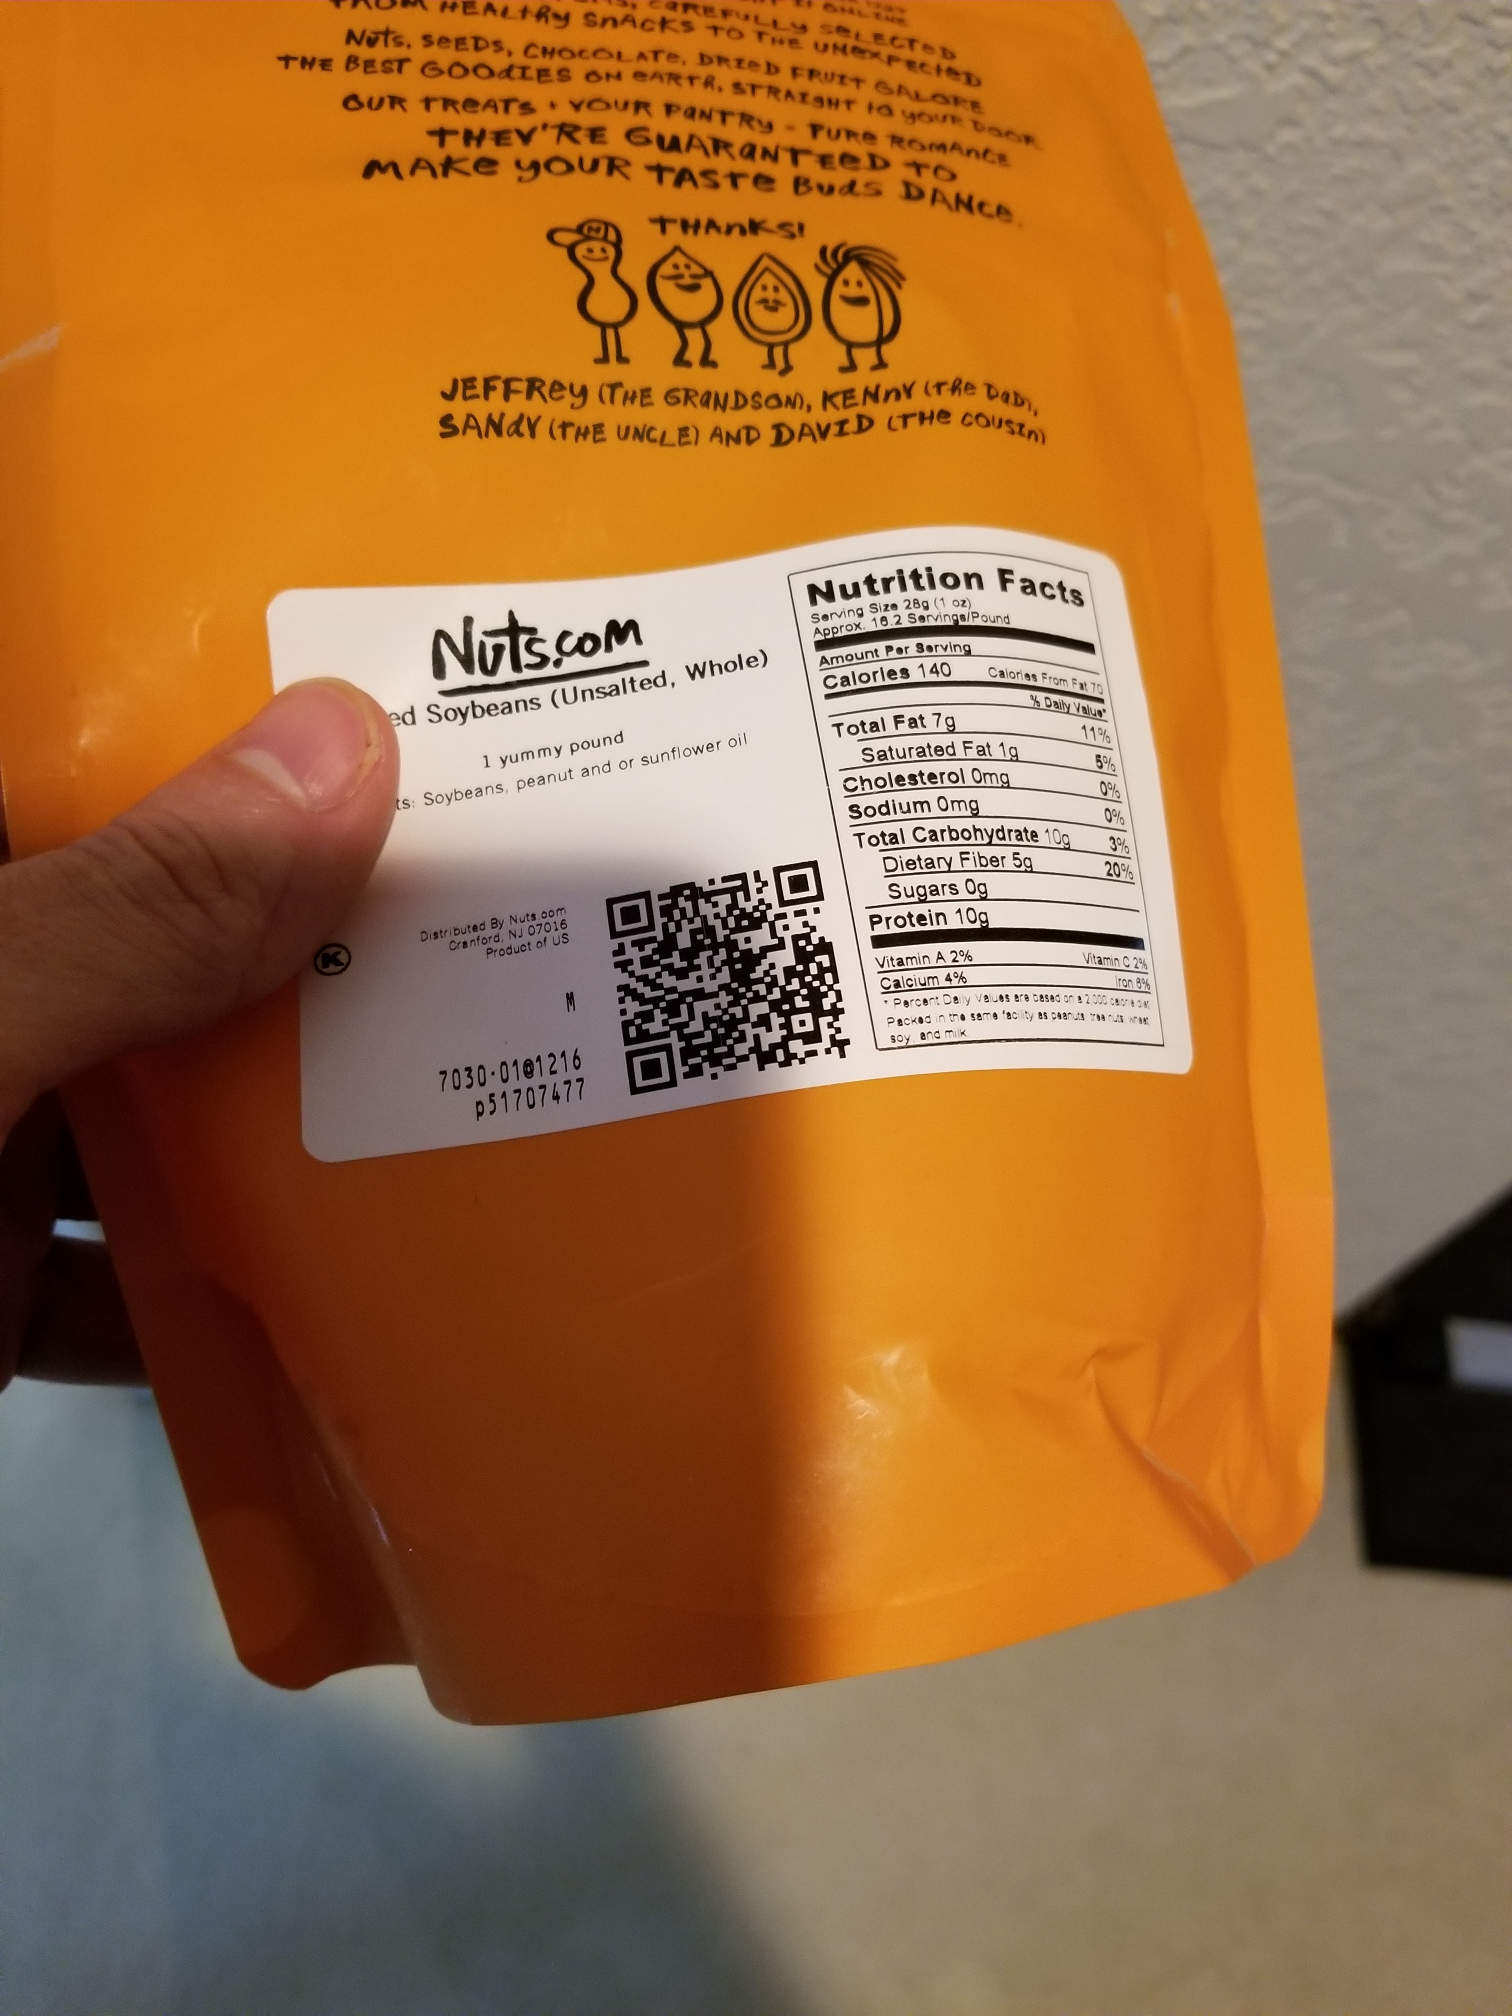 CAREFULLY SELECTED
FROM HEALTHY SNACKS TO THE UNEXPECTED
NUTS, SEEDS, CHOCOLATE, DRIED FRUIT GALORE
THE BEST GOODIES ON EARTH, STRAIGHT TO YOUR DOOR
OUR TREATS + YOUR PANTRY = PURE ROMANCE
THEY'RE GUARANTEED TO
MAKE YOUR TASTE BUDS DANCE.
THANKS!
N
JEFFREY (THE GRANDSON), KENNY (THE DAD),
SANDY (THE UNCLE) AND DAVID (THE COUSIN)
Nuts.com
ed Soybeans (Unsalted, Whole)
1 yummy pound
ts: Soybeans, peanut and or sunflower oil
Distributed By Nuts.com
Cranford, NJ 07016
Product of US
K
M
7030-01@1216
p51707477
Nutrition Facts
Serving Size 28g (1 oz)
Approx. 16.2 Servings/Pound
Amount Per Serving
Calories 140 Calories From Fat 70
% Daily Value*
Total Fat 7g 11%
Saturated Fat 1g 5%
Cholesterol 0mg 0%
Sodium 0mg 0%
Total Carbohydrate 10g 3%
Dietary Fiber 5g 20%
Sugars 0g
Protein 10g
Vitamin A 2% Vitamin C 2%
Calcium 4% Iron 8%
* Percent Daily Values are based on a 2,000 calorie diet
Packed in the same facility as peanuts, tree nuts, wheat,
soy, and milk